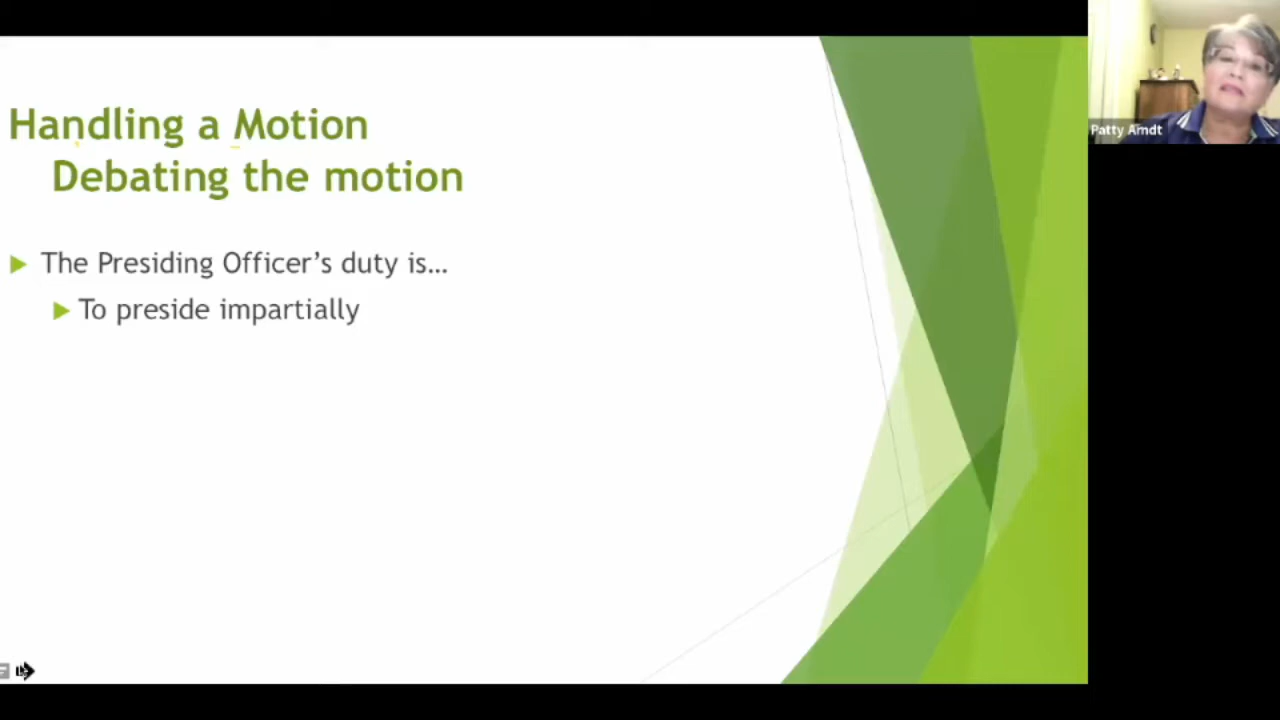 Handling a Motion
Debating the motion
The Presiding Officer's duty is…
To preside impartially
Patty Arndt